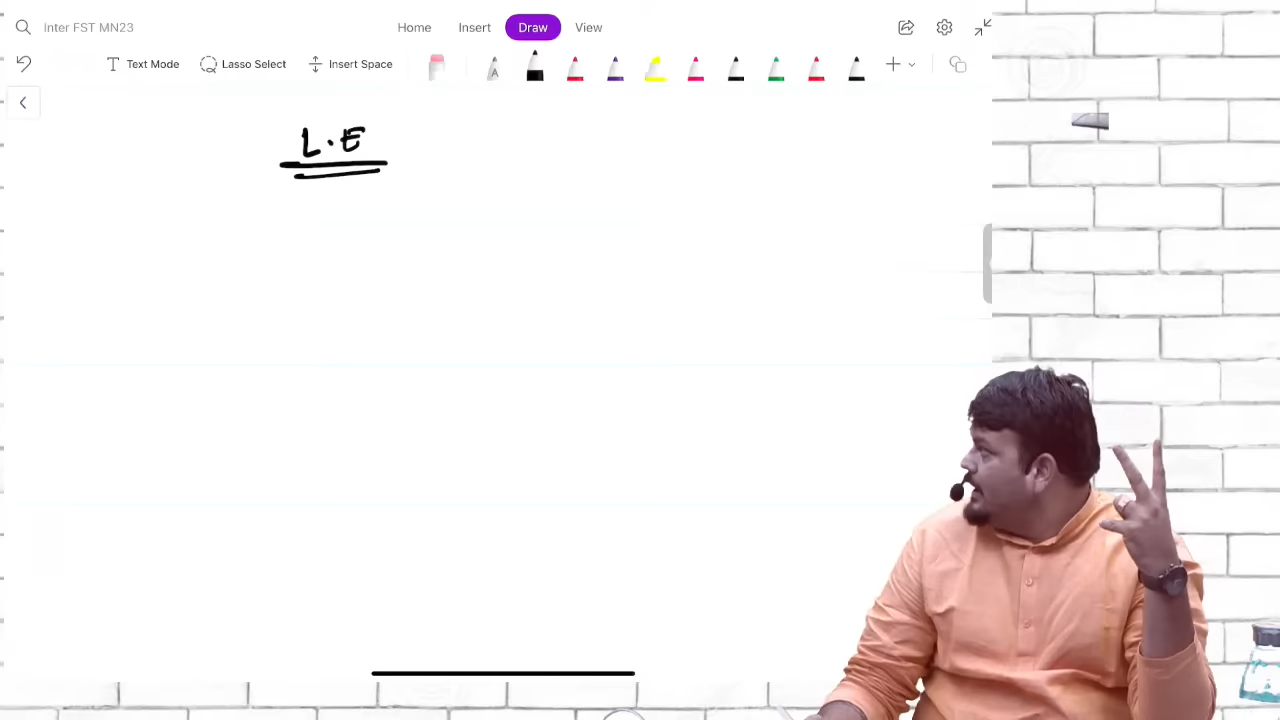 Inter FST MN23
Home Insert Draw View
Text Mode Lasso Select Insert Space
A
L.E